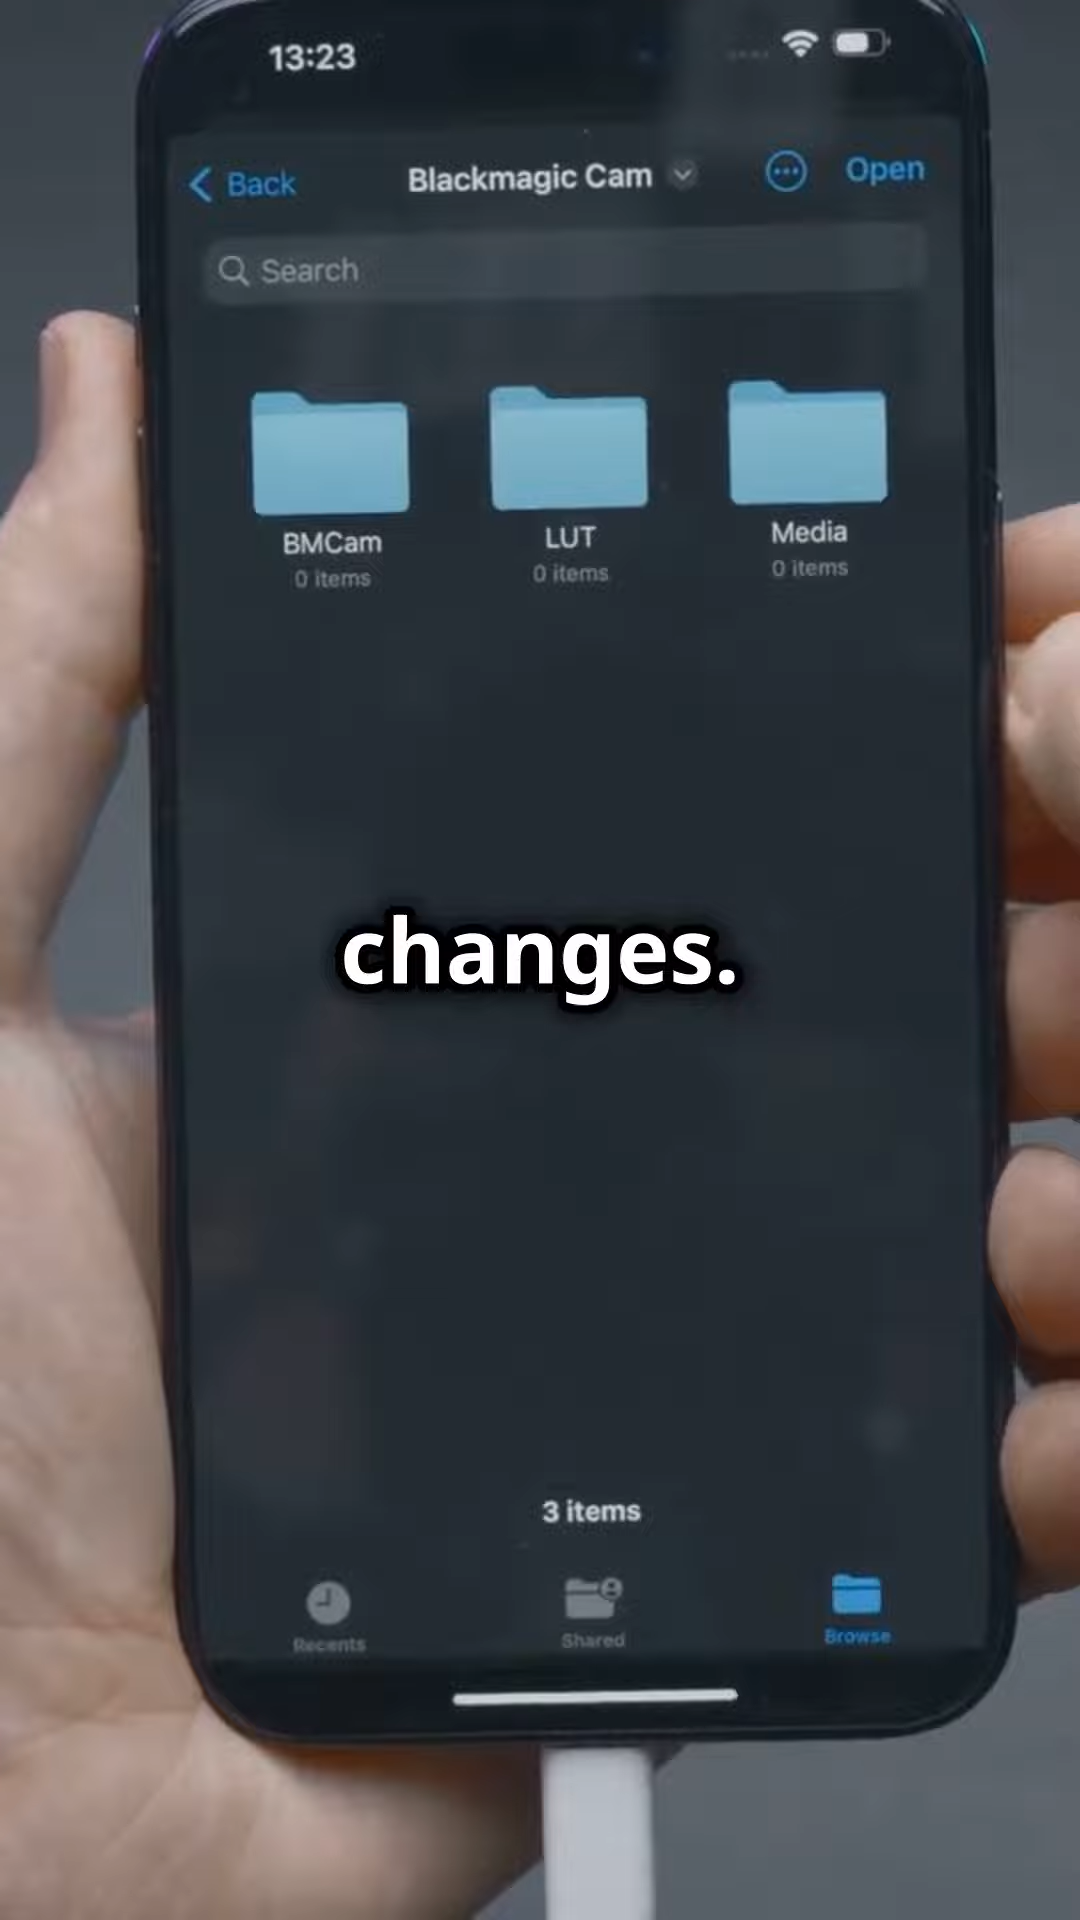 13:23
Back
Blackmagic Cam
Open
Search
BMCam
LUT
Media
0 items
0 items
0 items
changes.
3 items
Recents
Shared
Browse